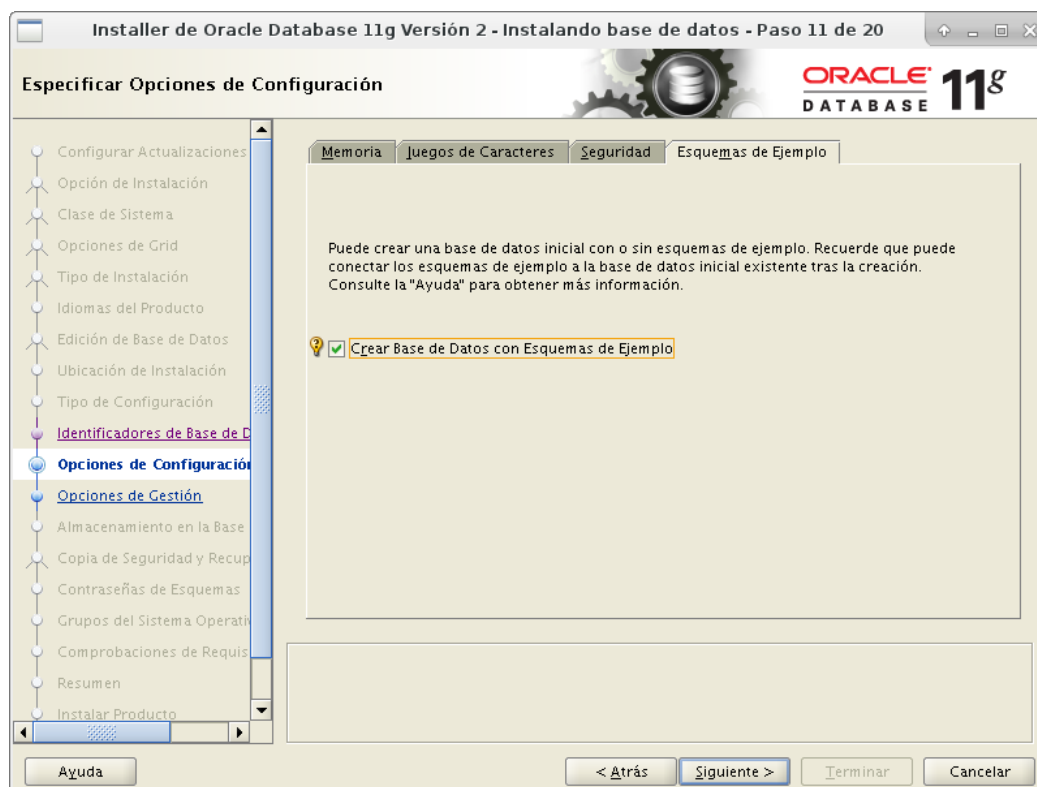 Installer de Oracle Database 11g Versión 2 - Instalando base de datos - Paso 11 de 20
Especificar Opciones de Configuración
ORACLE
DATABASE
11g
Configurar Actualizaciones
Opción de Instalación
Clase de Sistema
Opciones de Grid
Tipo de Instalación
Idiomas del Producto
Edición de Base de Datos
Ubicación de Instalación
Tipo de Configuración
Identificadores de Base de D
Opciones de Configuración
Opciones de Gestión
Almacenamiento en la Base
Copia de Seguridad y Recup
Contraseñas de Esquemas
Grupos del Sistema Operativ
Comprobaciones de Requis
Resumen
Instalar Producto
Memoria Juegos de Caracteres Seguridad Esquemas de Ejemplo
Puede crear una base de datos inicial con o sin esquemas de ejemplo. Recuerde que puede
conectar los esquemas de ejemplo a la base de datos inicial existente tras la creación.
Consulte la "Ayuda" para obtener más información.
Crear Base de Datos con Esquemas de Ejemplo
Ayuda < Atrás Siguiente > Terminar Cancelar